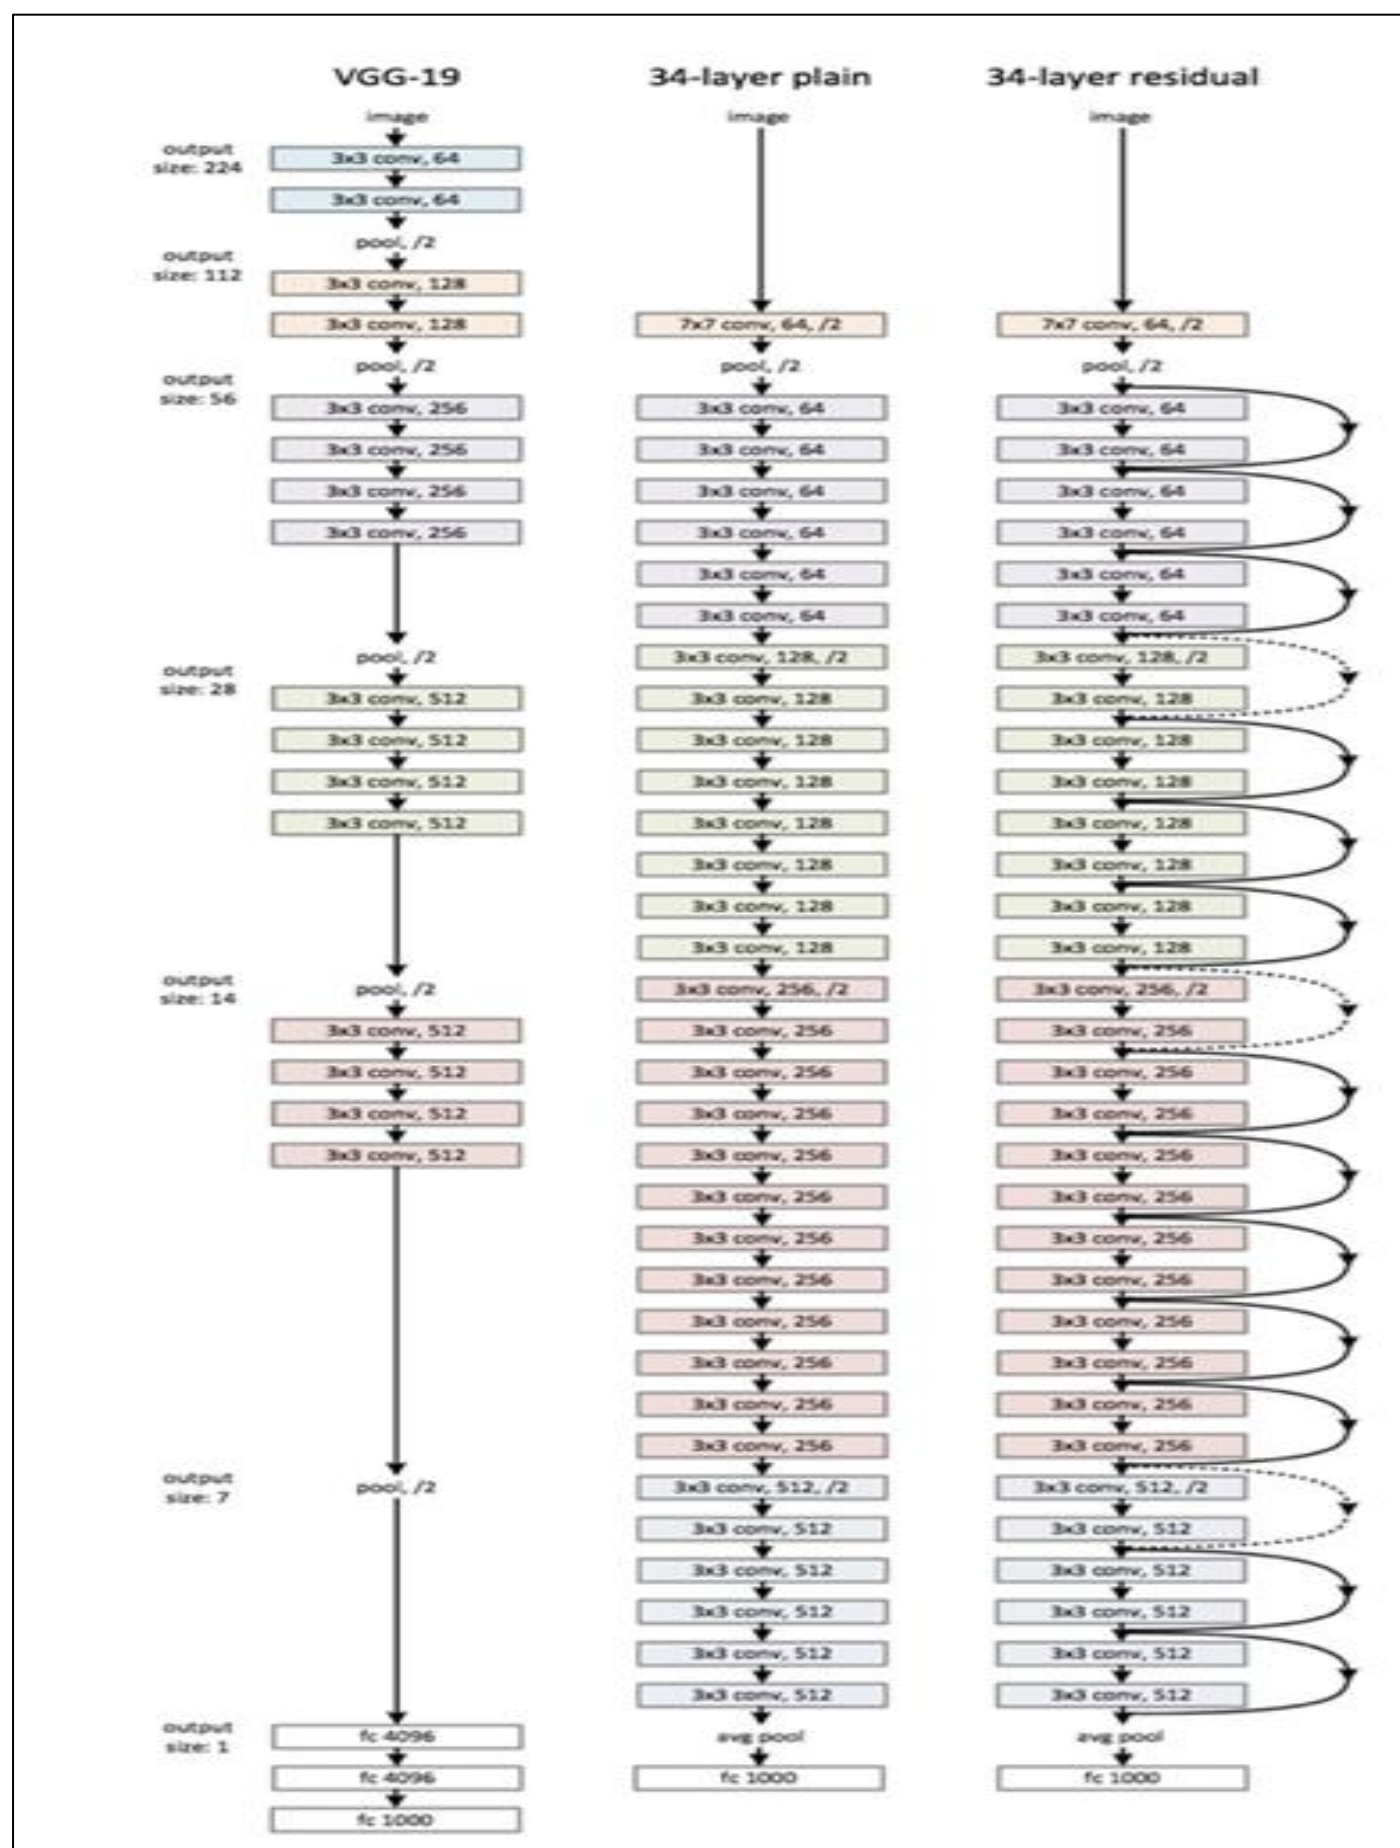 VGG-19
image
output
size: 224
3x3 conv, 64
3x3 conv, 64
pool, /2
output
size: 112
3x3 conv, 128
3x3 conv, 128
pool, /2
output
size: 56
3x3 conv, 256
3x3 conv, 256
3x3 conv, 256
3x3 conv, 256
pool, /2
output
size: 28
3x3 conv, 512
3x3 conv, 512
3x3 conv, 512
3x3 conv, 512
output
size: 14
pool, /2
3x3 conv, 512
3x3 conv, 512
3x3 conv, 512
3x3 conv, 512
output
size: 7
pool, /2
output
size: 1
fc 4096
fc 4096
fc 1000
34-layer plain
image
7x7 conv, 64, /2
pool, /2
3x3 conv, 64
3x3 conv, 64
3x3 conv, 64
3x3 conv, 64
3x3 conv, 64
3x3 conv, 64
3x3 conv, 128, /2
3x3 conv, 128
3x3 conv, 128
3x3 conv, 128
3x3 conv, 128
3x3 conv, 128
3x3 conv, 128
3x3 conv, 128
3x3 conv, 256, /2
3x3 conv, 256
3x3 conv, 256
3x3 conv, 256
3x3 conv, 256
3x3 conv, 256
3x3 conv, 256
3x3 conv, 256
3x3 conv, 256
3x3 conv, 256
3x3 conv, 256
3x3 conv, 256
3x3 conv, 512, /2
3x3 conv, 512
3x3 conv, 512
3x3 conv, 512
3x3 conv, 512
3x3 conv, 512
avg pool
fc 1000
34-layer residual
image
7x7 conv, 64, /2
pool, /2
3x3 conv, 64
3x3 conv, 64
3x3 conv, 64
3x3 conv, 64
3x3 conv, 64
3x3 conv, 64
3x3 conv, 128, /2
3x3 conv, 128
3x3 conv, 128
3x3 conv, 128
3x3 conv, 128
3x3 conv, 128
3x3 conv, 128
3x3 conv, 128
3x3 conv, 256, /2
3x3 conv, 256
3x3 conv, 256
3x3 conv, 256
3x3 conv, 256
3x3 conv, 256
3x3 conv, 256
3x3 conv, 256
3x3 conv, 256
3x3 conv, 256
3x3 conv, 256
3x3 conv, 256
3x3 conv, 512, /2
3x3 conv, 512
3x3 conv, 512
3x3 conv, 512
3x3 conv, 512
3x3 conv, 512
avg pool
fc 1000